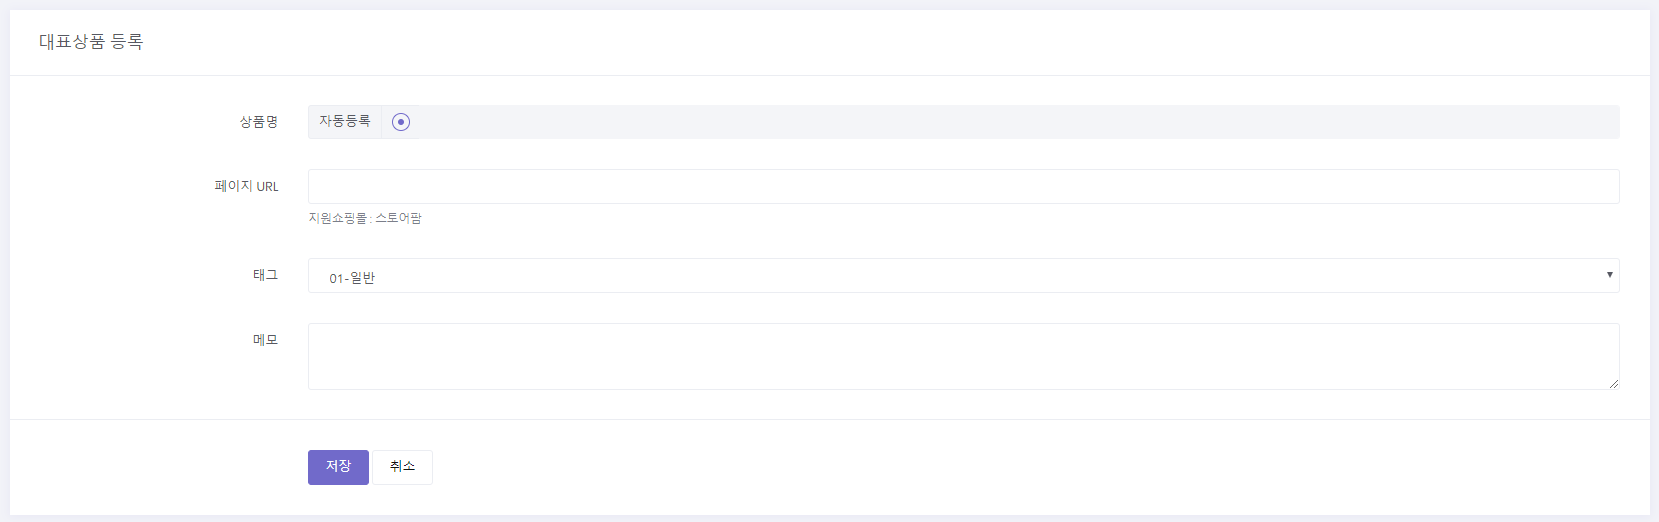 대표상품 등록
상품명
자동등록
페이지 URL
지원쇼핑몰 : 스토어팜
태그
01-일반
메모
저장
취소